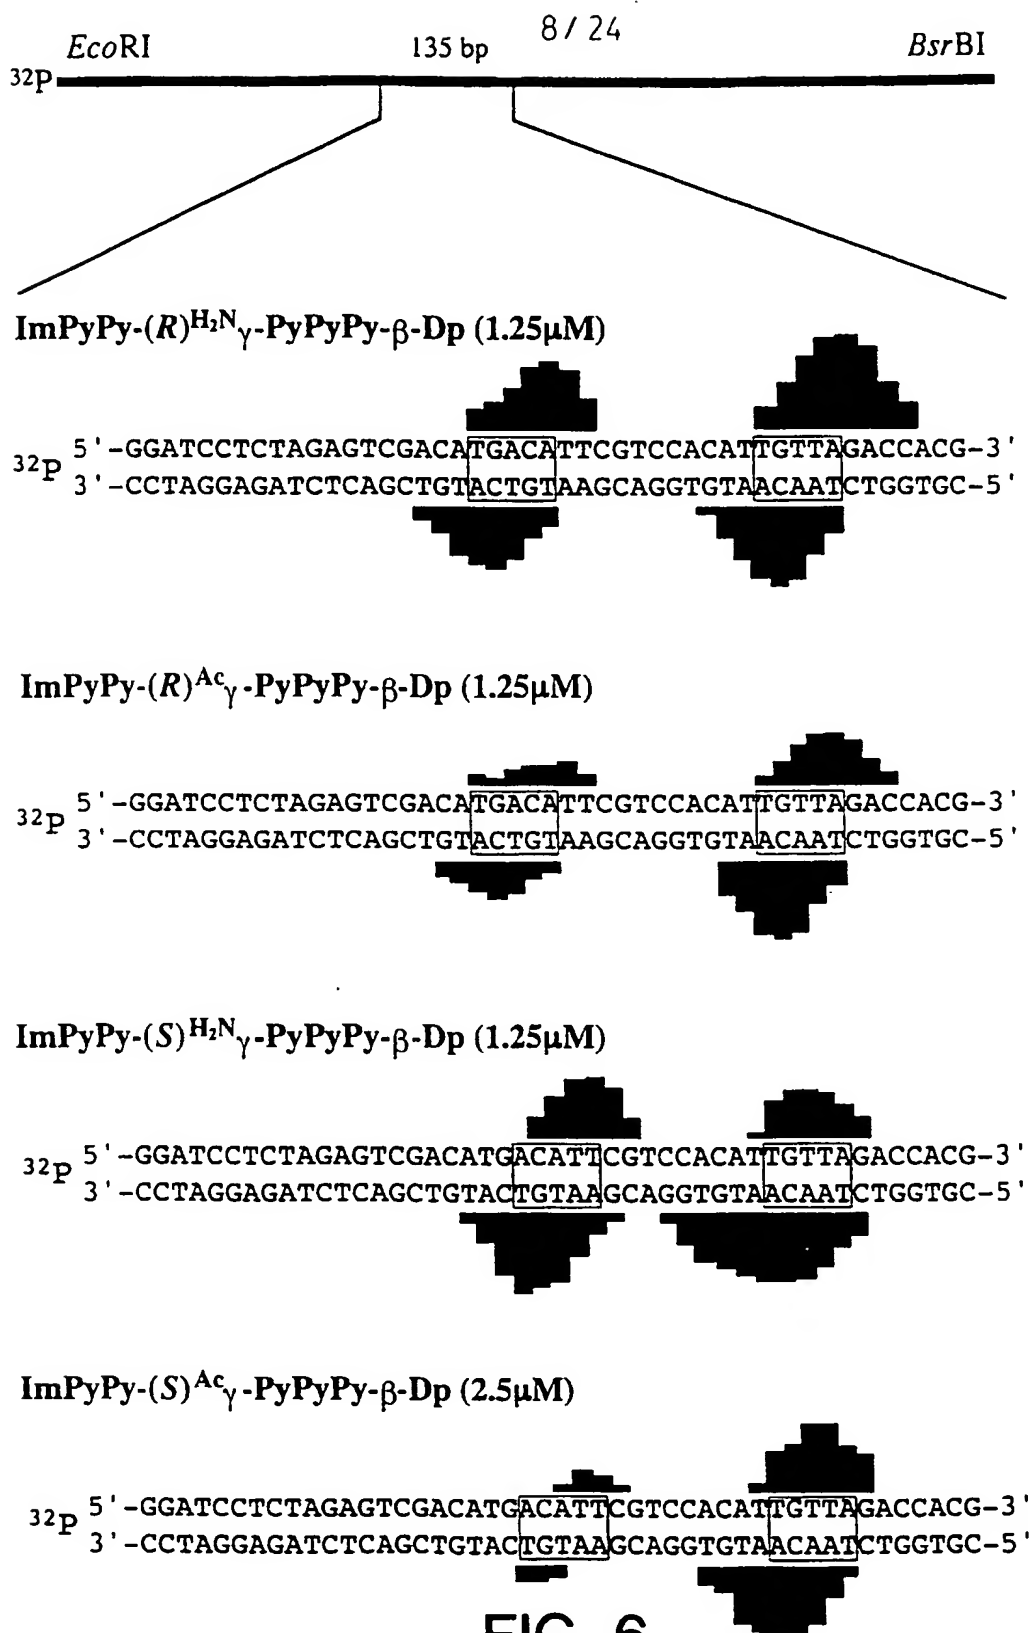 8/24
EcoRI 135 bp BsrBI
32P
ImPyPy-(R)H2Nγ-PyPyPy-β-Dp (1.25μM)
5'-GGATCCTCTAGAGTCGACATGACATTCGTCCACATTGTTAGACCACG-3'
32P
3'-CCTAGGAGATCTCAGCTGTACTGTAAGCAGGTGTAACAATCTGGTGC-5'
ImPyPy-(R)Acγ-PyPyPy-β-Dp (1.25μM)
5'-GGATCCTCTAGAGTCGACATGACATTCGTCCACATTGTTAGACCACG-3'
32P
3'-CCTAGGAGATCTCAGCTGTACTGTAAGCAGGTGTAACAATCTGGTGC-5'
ImPyPy-(S)H2Nγ-PyPyPy-β-Dp (1.25μM)
5'-GGATCCTCTAGAGTCGACATGACATTCGTCCACATTGTTAGACCACG-3'
32P
3'-CCTAGGAGATCTCAGCTGTACTGTAAGCAGGTGTAACAATCTGGTGC-5'
ImPyPy-(S)Acγ-PyPyPy-β-Dp (2.5μM)
5'-GGATCCTCTAGAGTCGACATGACATTCGTCCACATTGTTAGACCACG-3'
32P
3'-CCTAGGAGATCTCAGCTGTACTGTAAGCAGGTGTAACAATCTGGTGC-5'
FIG. 6